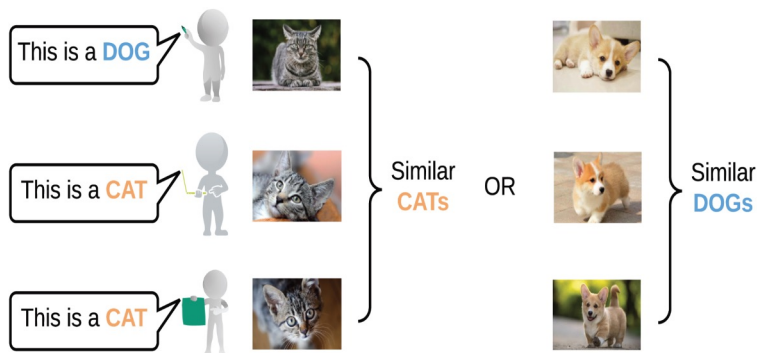 This is a DOG
This is a CAT
This is a CAT
Similar
CATs
OR
Similar
DOGs